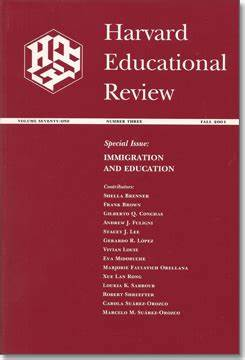 Harvard
Educational
Review
VOLUME SEVENTY-ONE NUMBER THREE FALL 2001
Special Issue:
IMMIGRATION
AND EDUCATION
Contributors:
SHELLA BRENNER
FRANK BROWN
GILBERTO Q. CONCHAS
ANDREW J. FULIGNI
STACEY J. LEE
GERARDO R. LÓPEZ
VIVIAN LOUIE
EVA MIDOBUCHE
MARJORIE FAULSTICH ORELLANA
XUE LAN RONG
LOUKIA K. SARROUB
ROBERT SHREEFTER
CAROLA SUÁREZ-OROZCO
MARCELO M. SUÁREZ-OROZCO